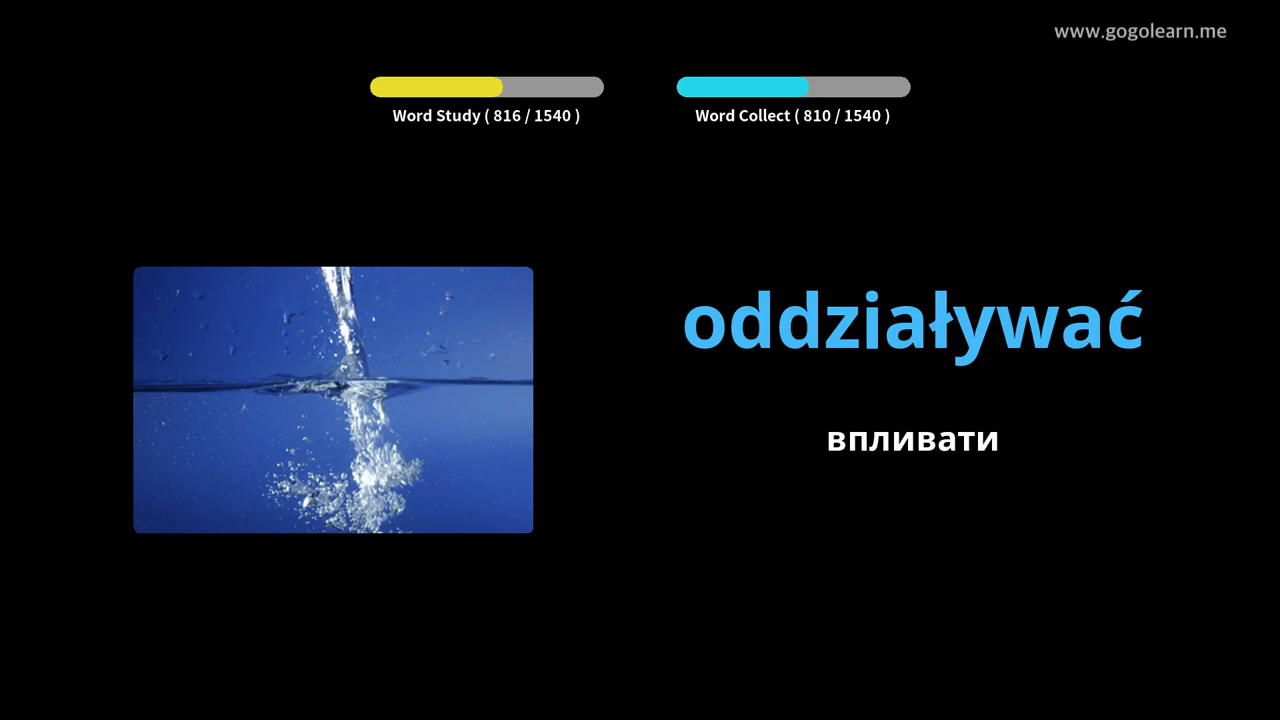 www.gogolearn.me
Word Study ( 816 / 1540 )
Word Collect ( 810 / 1540 )
oddziaływać
впливати